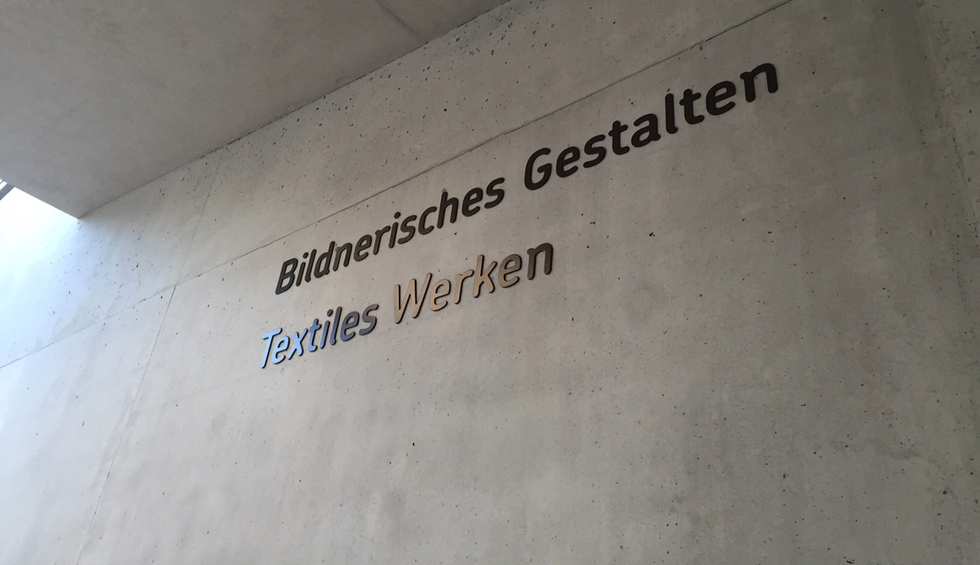 Bildnerisches Gestalten
Textiles Werken